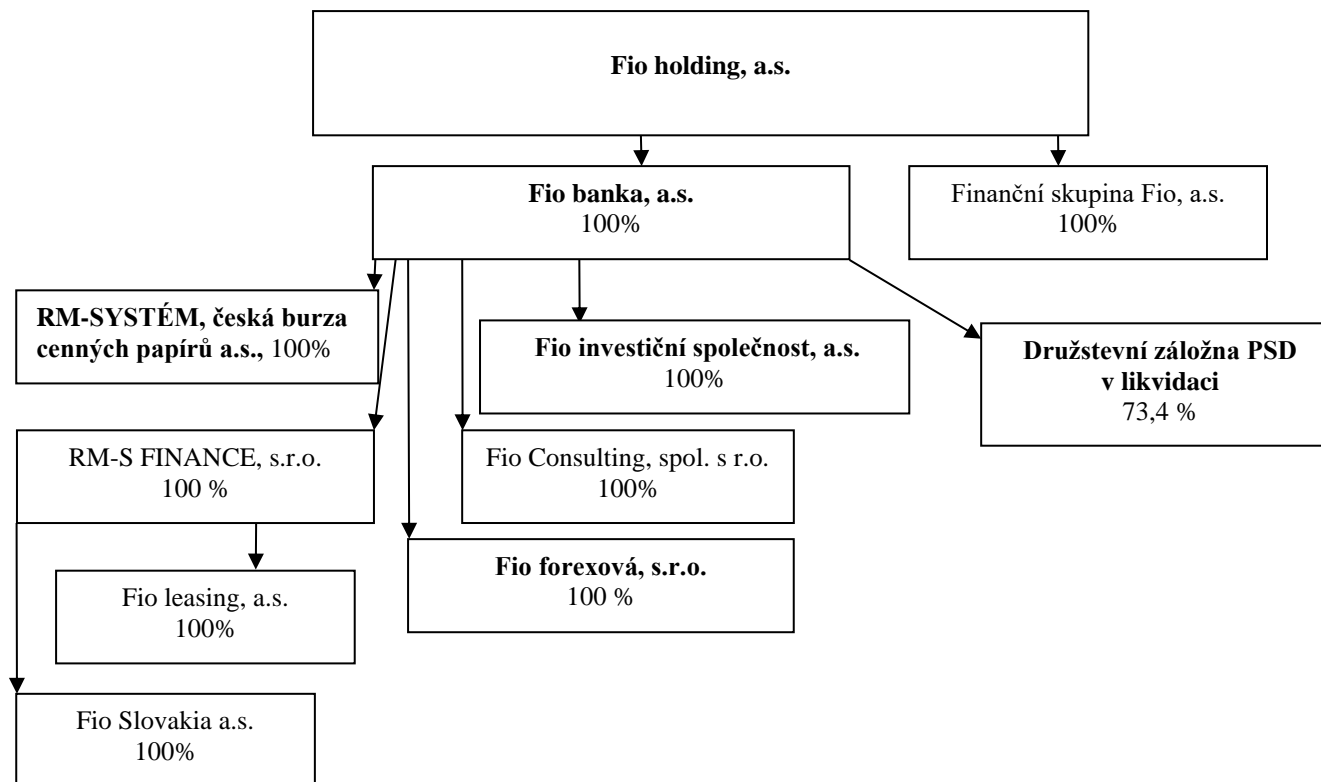 Fio holding, a.s.
Fio banka, a.s.
100%
Finanční skupina Fio, a.s.
100%
RM-SYSTÉM, česká burza
cenných papírů a.s., 100%
Fio investiční společnost, a.s.
100%
Družstevní záložna PSD
v likvidaci
73,4 %
RM-S FINANCE, s.r.o.
100 %
Fio Consulting, spol. s r.o.
100%
Fio forexová, s.r.o.
100 %
Fio leasing, a.s.
100%
Fio Slovakia a.s.
100%